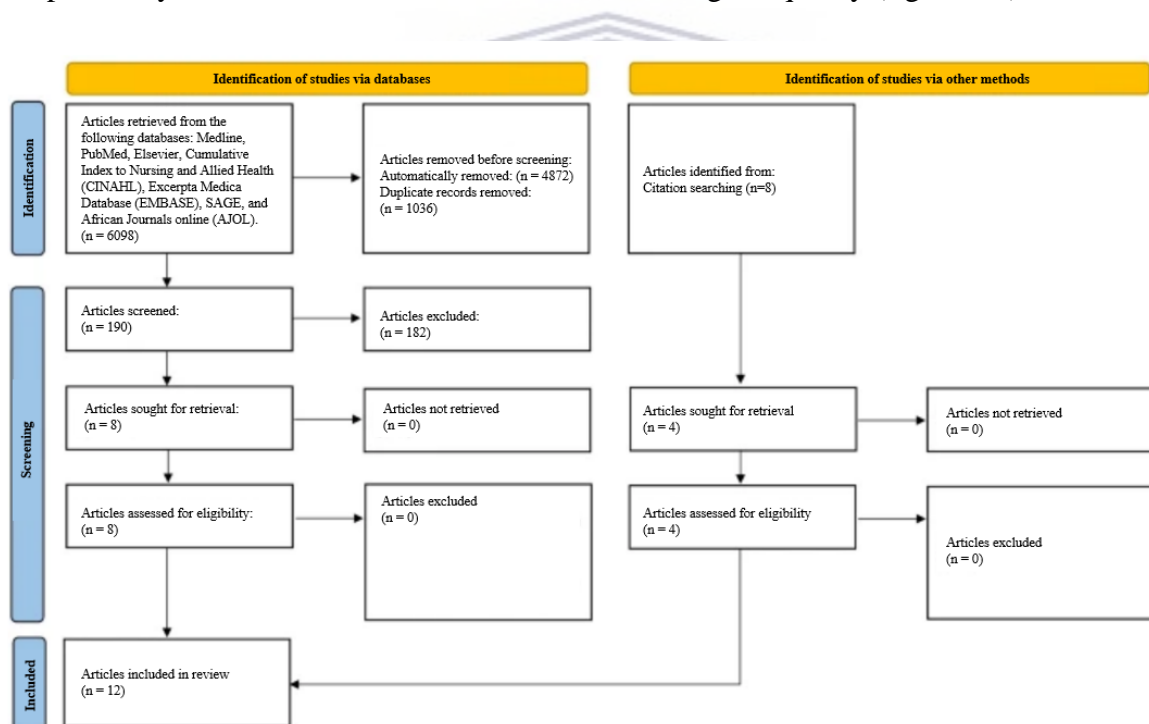 Identification of studies via databases
Identification of studies via other methods
Identification
Articles retrieved from the
following databases: Medline,
PubMed, Elsevier, Cumulative
Index to Nursing and Allied Health
(CINAHL), Excerpta Medica
Database (EMBASE), SAGE, and
African Journals online (AJOL).
(n = 6098)
Articles removed before screening:
Automatically removed: (n = 4872)
Duplicate records removed:
(n = 1036)
Articles identified from:
Citation searching (n=8)
Screening
Articles screened:
(n = 190)
Articles excluded:
(n = 182)
Articles sought for retrieval:
(n = 8)
Articles not retrieved
(n = 0)
Articles sought for retrieval
(n = 4)
Articles not retrieved
(n = 0)
Articles assessed for eligibility:
(n = 8)
Articles excluded
(n = 0)
Articles assessed for eligibility
(n = 4)
Articles excluded
(n = 0)
Included
Articles included in review
(n = 12)